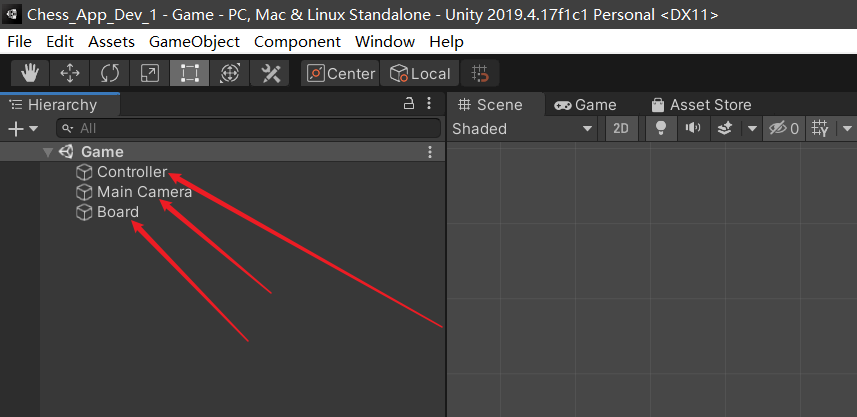 Chess_App_Dev_1 - Game - PC, Mac & Linux Standalone - Unity 2019.4.17f1c1 Personal <DX11>
File Edit Assets GameObject Component Window Help
Center Local
Hierarchy
All
Game
Controller
Main Camera
Board
Scene Game Asset Store
Shaded 2D 0